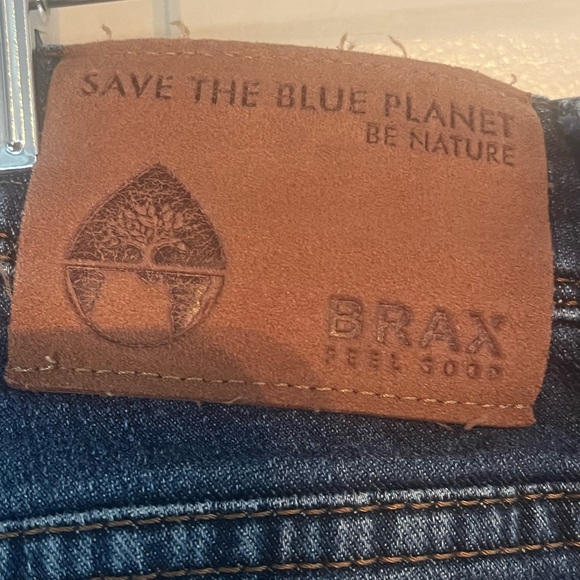 SAVE THE BLUE PLANET
BE NATURE
BRAX
FEEL GOOD